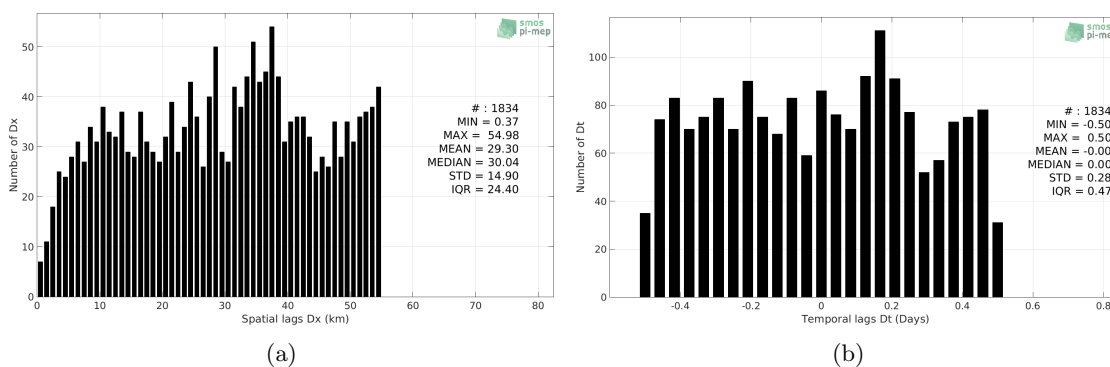 smos
pi-mep
50
40
30
20
10
0
Number of Dx
# : 1834
MIN = 0.37
MAX = 54.98
MEAN = 29.30
MEDIAN = 30.04
STD = 14.90
IQR = 24.40
0 10 20 30 40 50 60 70 80
Spatial lags Dx (km)
(a)
smos
pi-mep
100
80
60
40
20
0
Number of Dt
# : 1834
MIN = -0.50
MAX = 0.50
MEAN = -0.00
MEDIAN = 0.00
STD = 0.28
IQR = 0.47
-0.4 -0.2 0 0.2 0.4 0.6 0.8
Temporal lags Dt (Days)
(b)